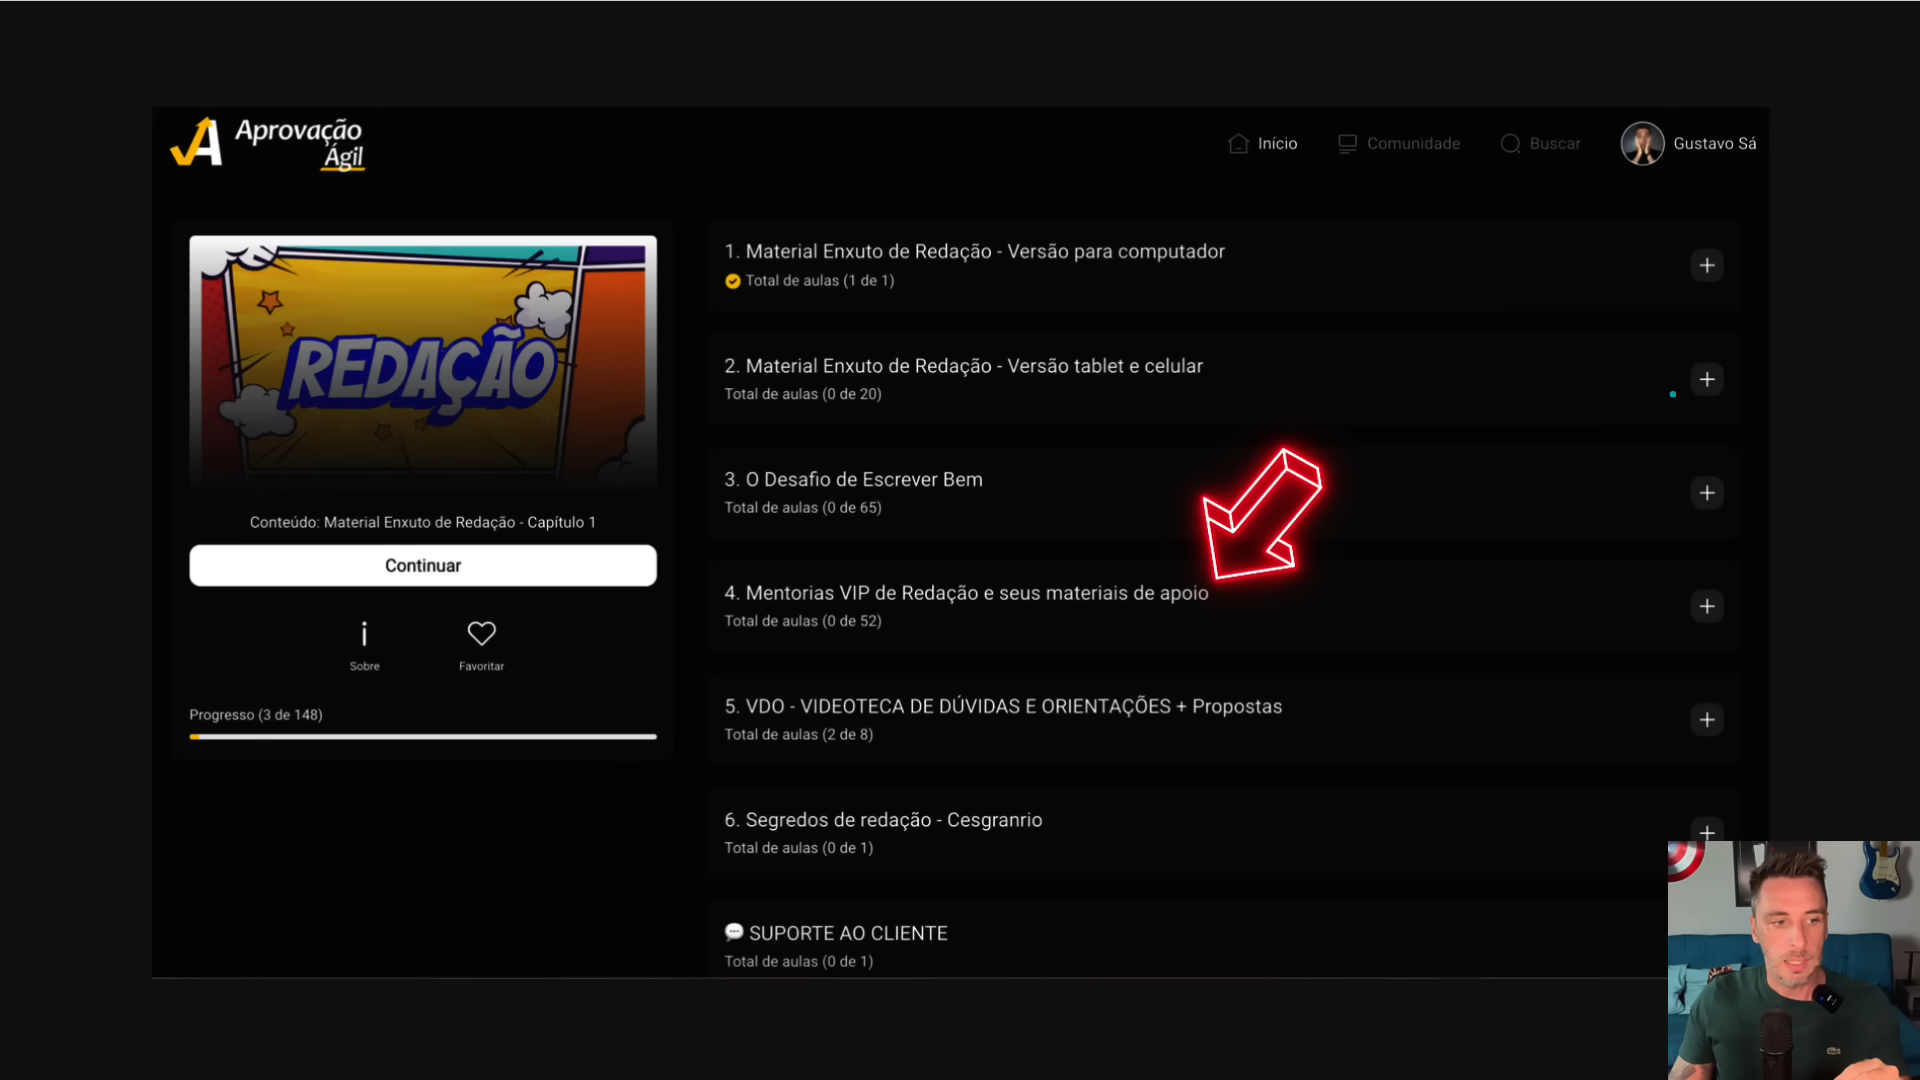 Aprovação
Ágil
Início
Comunidade
Buscar
Gustavo Sá
REDAÇÃO
Conteúdo: Material Enxuto de Redação - Capítulo 1
Continuar
Sobre
Favoritar
Progresso (3 de 148)
1. Material Enxuto de Redação - Versão para computador
Total de aulas (1 de 1)
2. Material Enxuto de Redação - Versão tablet e celular
Total de aulas (0 de 20)
3. O Desafio de Escrever Bem
Total de aulas (0 de 65)
4. Mentorias VIP de Redação e seus materiais de apoio
Total de aulas (0 de 52)
5. VDO - VIDEOTECA DE DÚVIDAS E ORIENTAÇÕES + Propostas
Total de aulas (2 de 8)
6. Segredos de redação - Cesgranrio
Total de aulas (0 de 1)
💬 SUPORTE AO CLIENTE
Total de aulas (0 de 1)